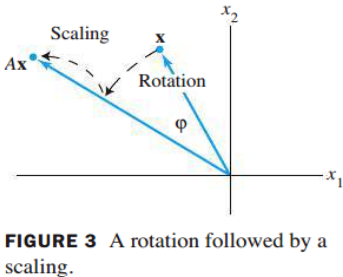 x₂
Scaling
x
Ax
Rotation
φ
x₁
FIGURE 3 A rotation followed by a
scaling.